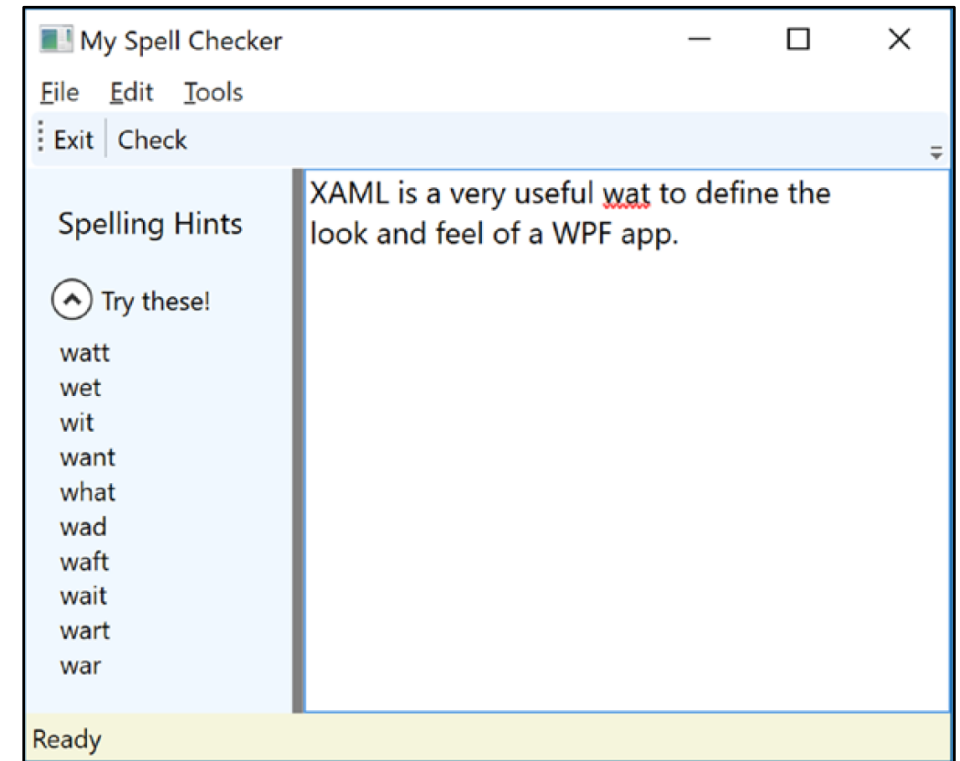 My Spell Checker
File Edit Tools
Exit Check
Spelling Hints
Try these!
watt
wet
wit
want
what
wad
waft
wait
wart
war
XAML is a very useful wat to define the
look and feel of a WPF app.
Ready